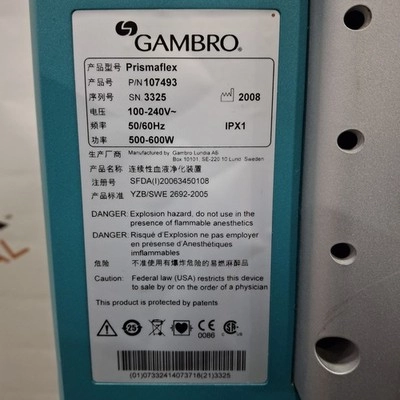 GAMBRO®
产品型号 Prismaflex
产品号 P/N 107493
序列号 SN. 3325 2008
电压 100-240V~
频率 50/60Hz IPX1
功率 500-600W
生产厂商 Manufactured by Gambro Lundia AB
Box 10101, SE-220 10 Lund Sweden
产品名称 连续性血液净化装置
注册号 SFDA(I)20063450108
产品标准 YZB/SWE 2692-2005
DANGER: Explosion hazard, do not use in the
presence of flammable anesthetics
DANGER: Risqué d'Explosion ne pas employer
en présense d'Anesthétiques
imflammables
危险 不准使用有爆炸危险的易燃麻醉品
Caution: Federal law (USA) restricts this device
to sale by or on the order of a physician
This product is protected by patents
25 0086
(01)07332414073718(21)3325